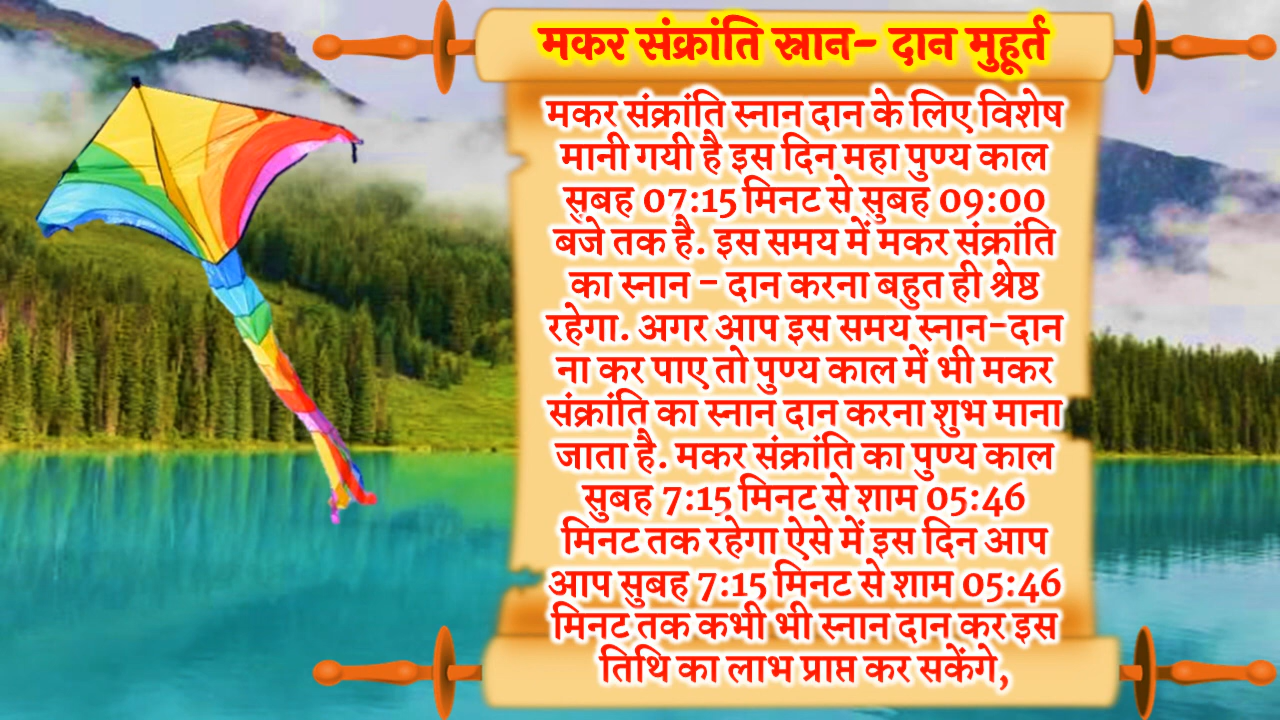 मकर संक्रांति स्नान- दान मुहूर्त
मकर संक्रांति स्नान दान के लिए विशेष
मानी गयी है इस दिन महा पुण्य काल
सुबह 07:15 मिनट से सुबह 09:00
बजे तक है. इस समय में मकर संक्रांति
का स्नान - दान करना बहुत ही श्रेष्ठ
रहेगा. अगर आप इस समय स्नान-दान
ना कर पाए तो पुण्य काल में भी मकर
संक्रांति का स्नान दान करना शुभ माना
जाता है. मकर संक्रांति का पुण्य काल
सुबह 7:15 मिनट से शाम 05:46
मिनट तक रहेगा ऐसे में इस दिन आप
आप सुबह 7:15 मिनट से शाम 05:46
मिनट तक कभी भी स्नान दान कर इस
तिथि का लाभ प्राप्त कर सकेंगे,